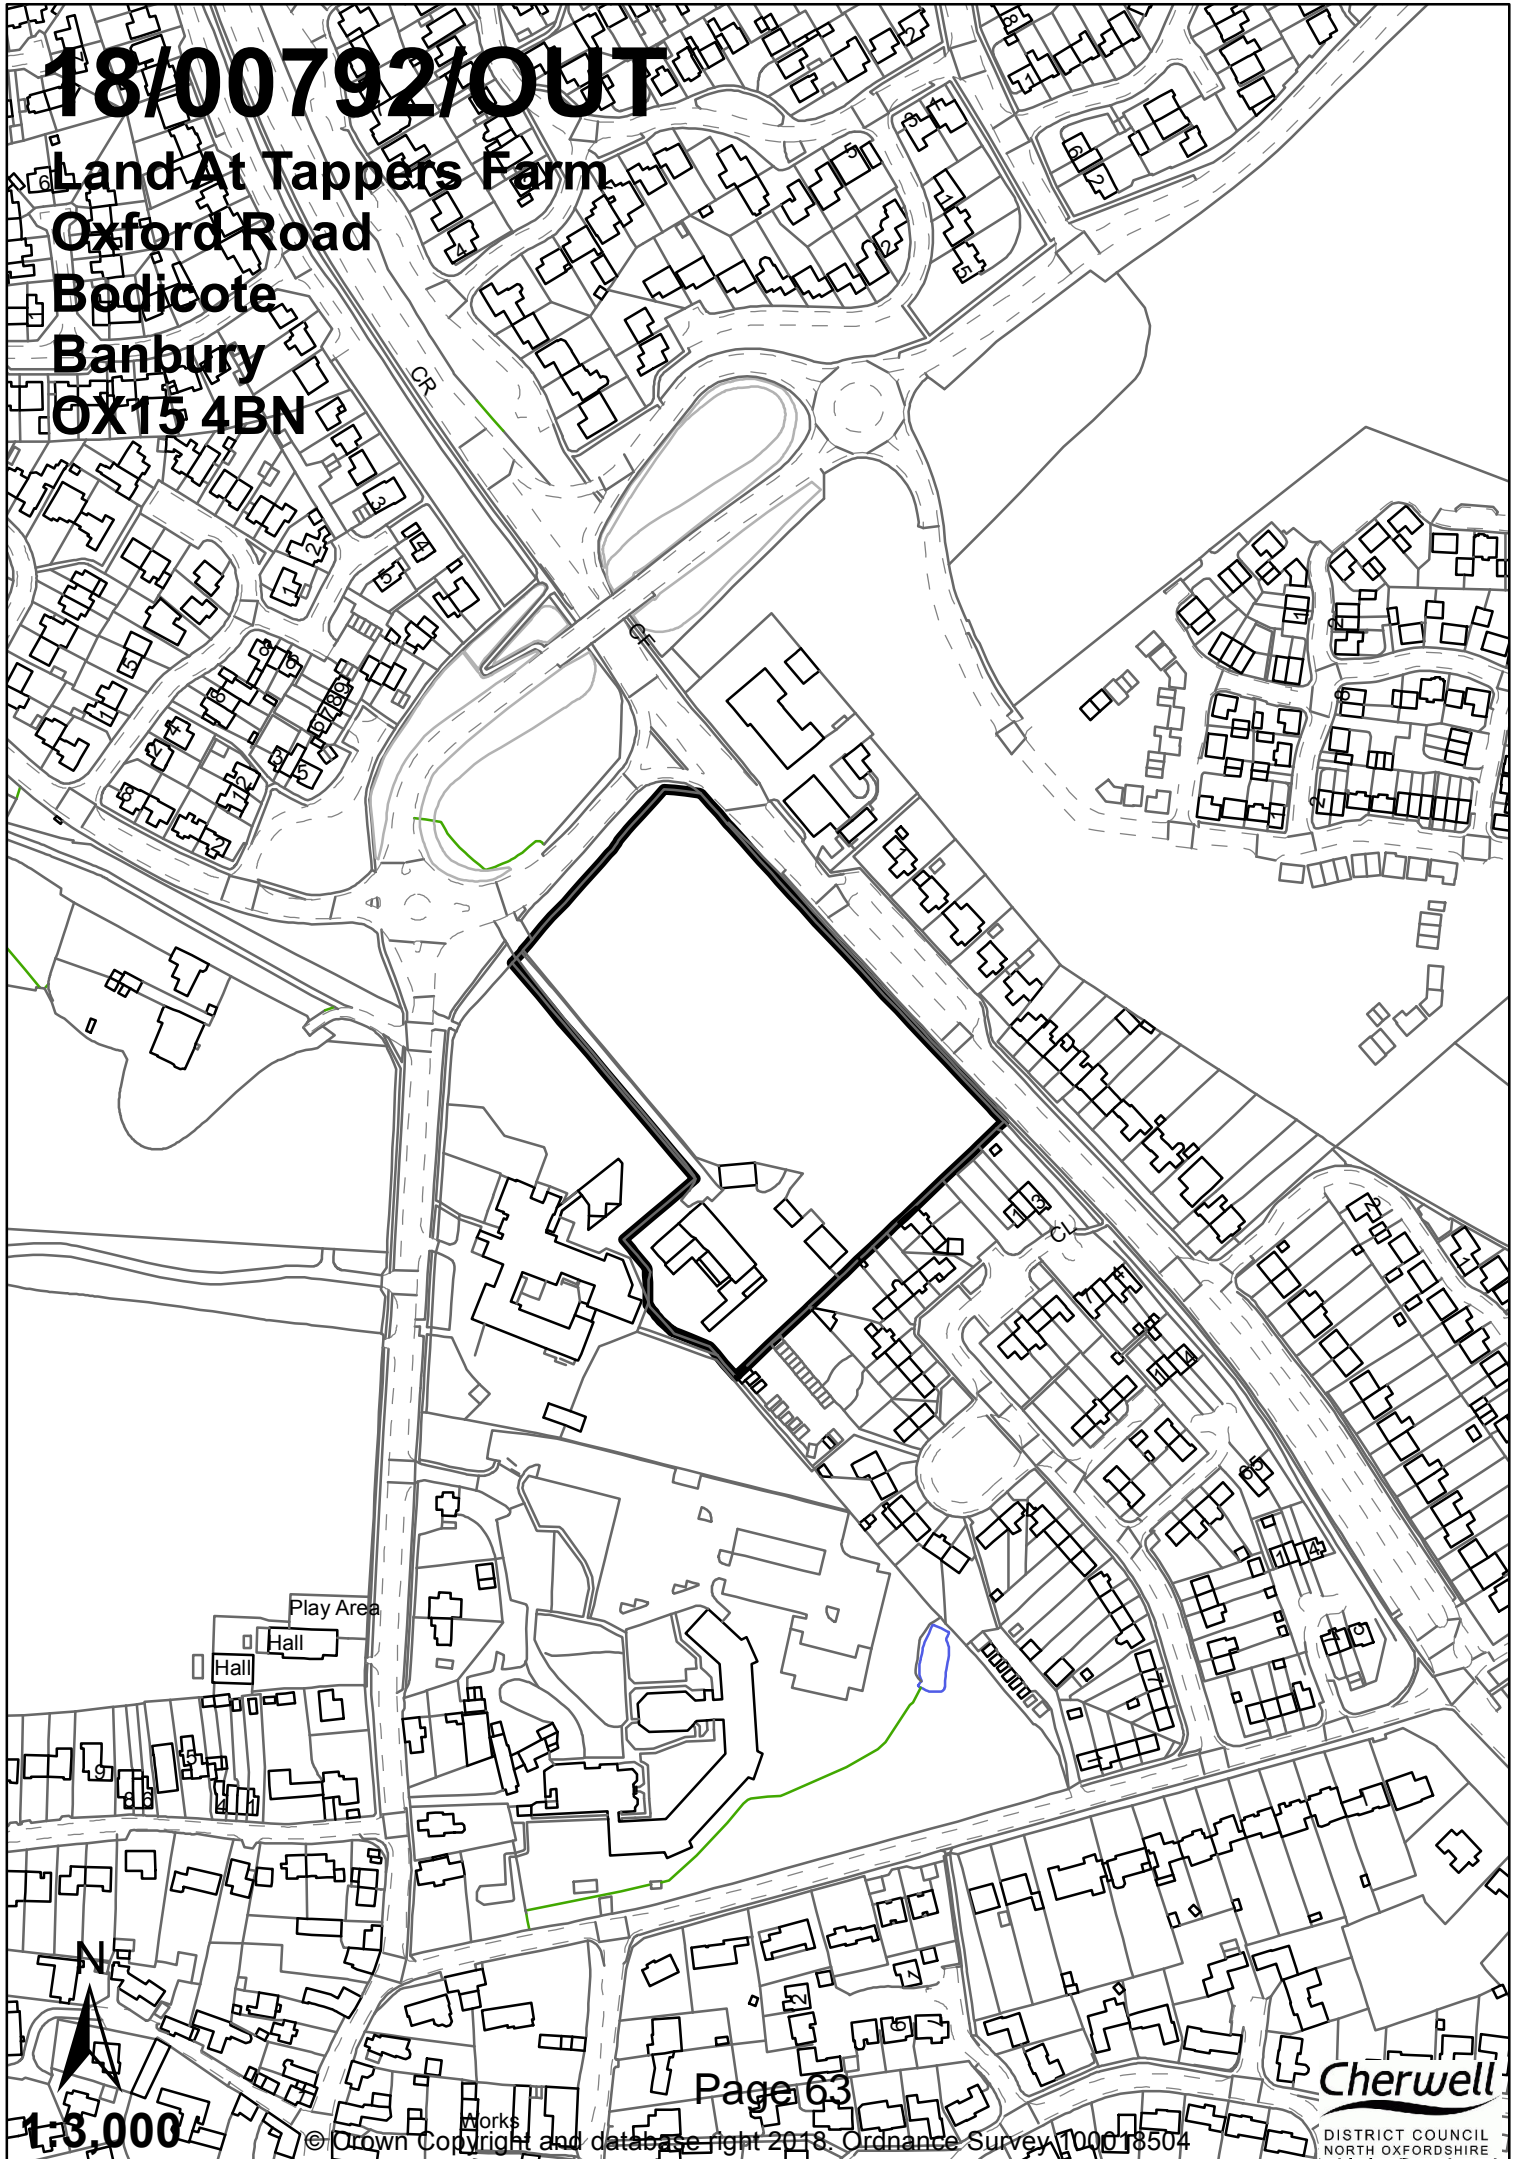 18/00792/OUT
Land At Tappers Farm
Oxford Road
Bodicote
Banbury
OX15 4BN
CR
CF
CL
Play Area
Hall
Hall
N
1:3,000
Works
Page 63
© Crown Copyright and database right 2018. Ordnance Survey 100018504
Cherwell
DISTRICT COUNCIL
NORTH OXFORDSHIRE